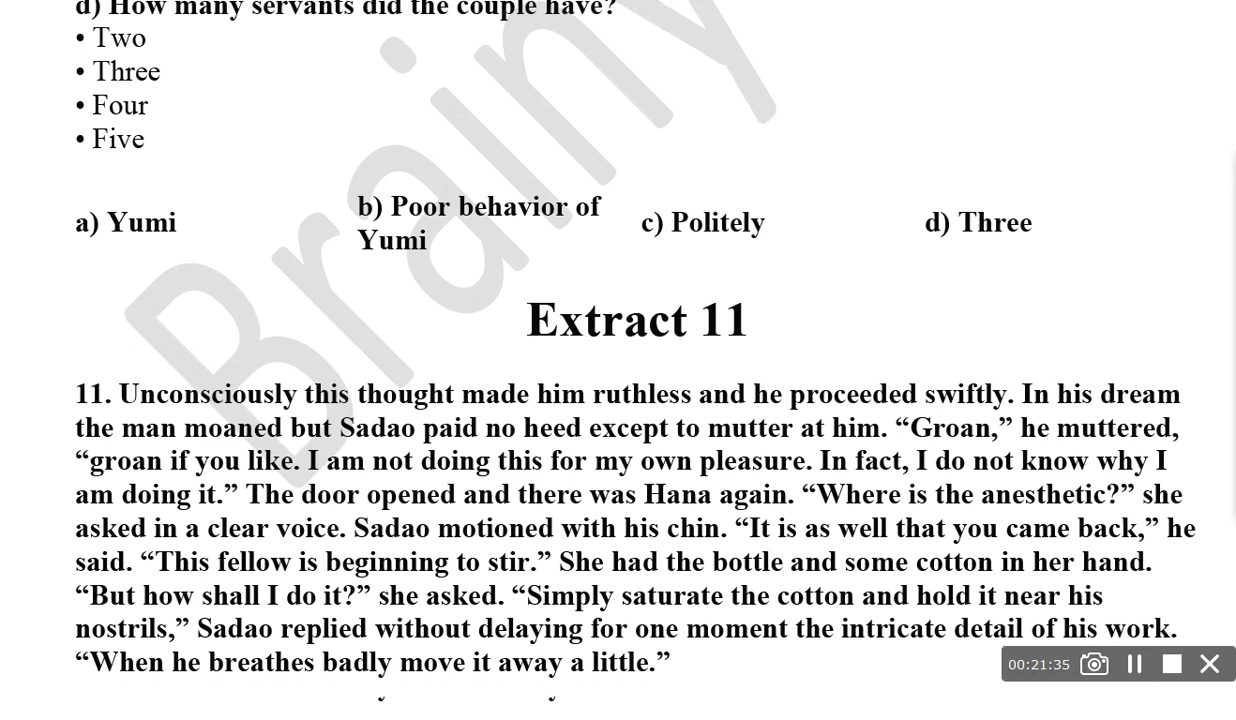 d) How many servants did the couple have?
• Two
• Three
• Four
• Five
a) Yumi
b) Poor behavior of
Yumi
c) Politely
d) Three
Extract 11
11. Unconsciously this thought made him ruthless and he proceeded swiftly. In his dream
the man moaned but Sadao paid no heed except to mutter at him. “Groan,” he muttered,
“groan if you like. I am not doing this for my own pleasure. In fact, I do not know why I
am doing it.” The door opened and there was Hana again. “Where is the anesthetic?” she
asked in a clear voice. Sadao motioned with his chin. “It is as well that you came back,” he
said. “This fellow is beginning to stir.” She had the bottle and some cotton in her hand.
“But how shall I do it?” she asked. “Simply saturate the cotton and hold it near his
nostrils,” Sadao replied without delaying for one moment the intricate detail of his work.
“When he breathes badly move it away a little.”
00:21:35
Brainy